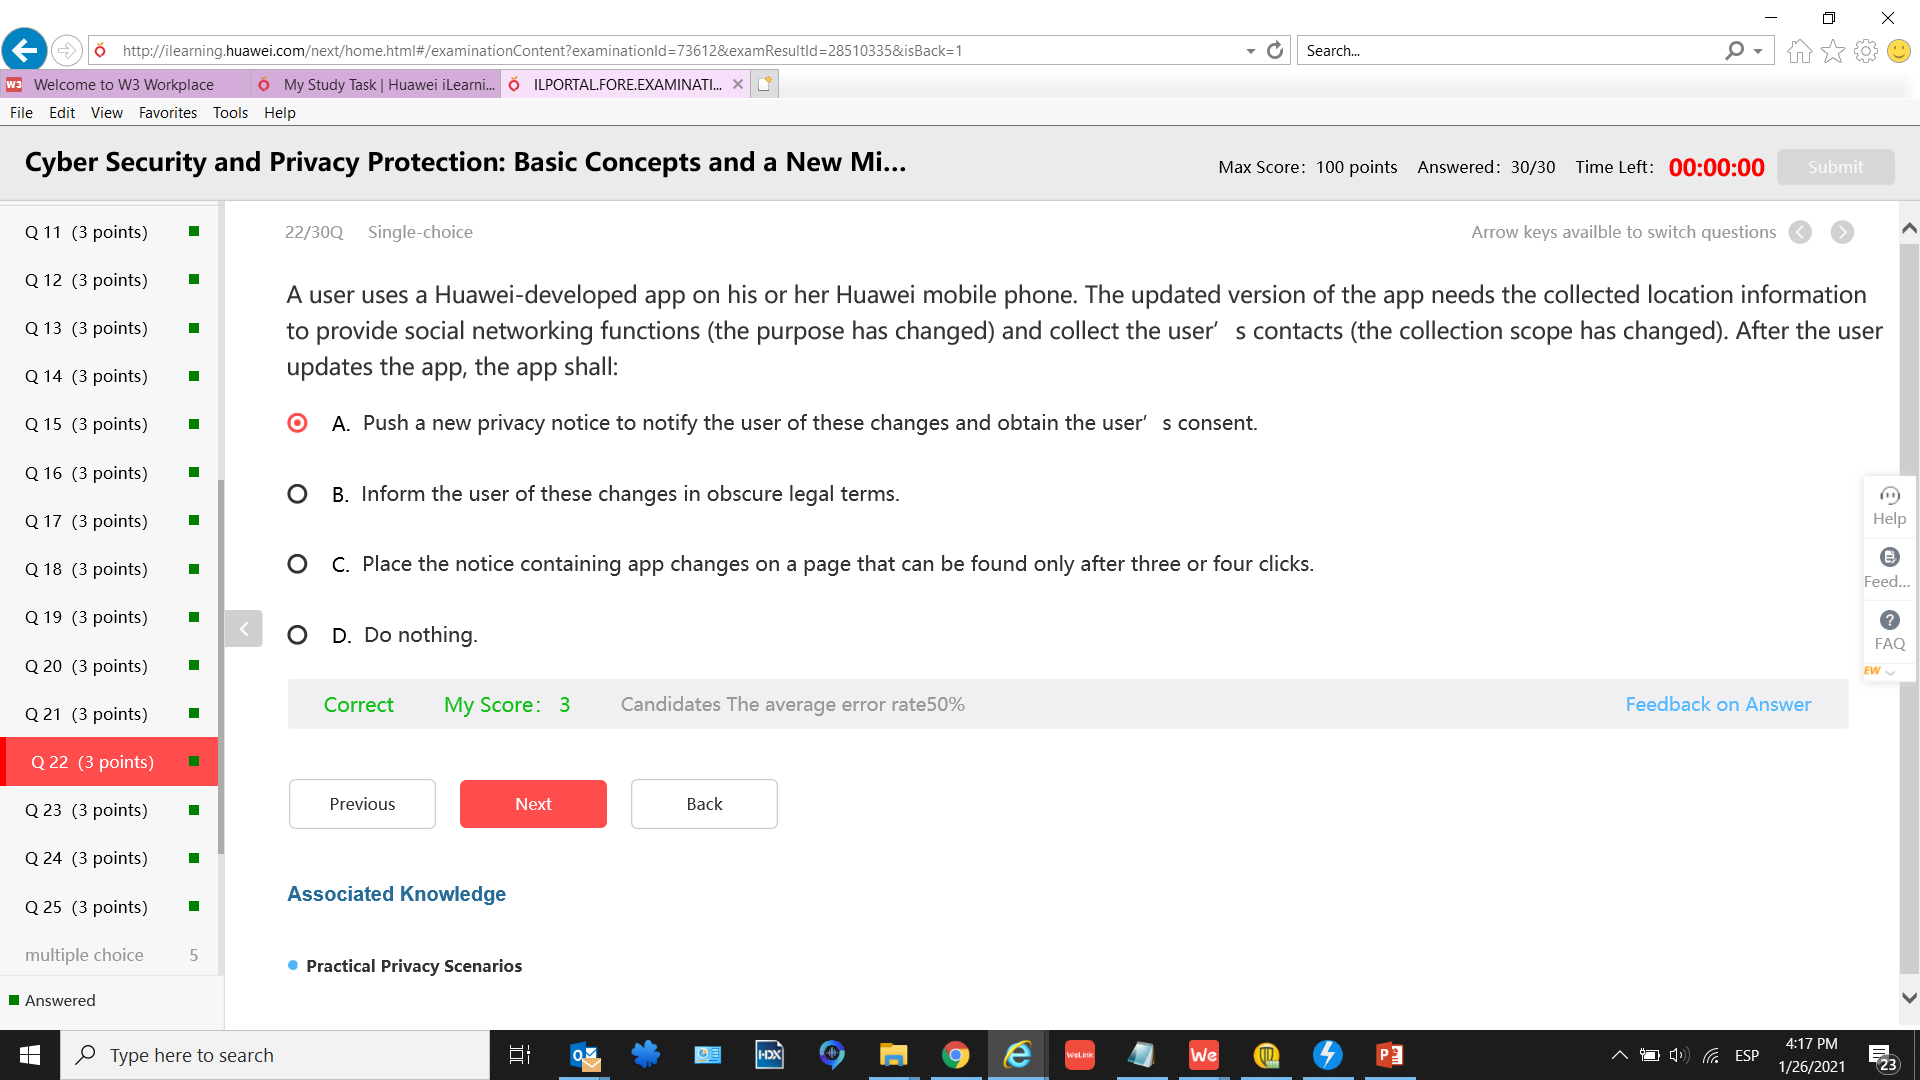 http://ilearning.huawei.com/next/home.html#/examinationContent?examinationId=73612&examResultId=28510335&isBack=1
Search...
W3 Welcome to W3 Workplace
My Study Task | Huawei iLearni...
ILPORTAL.FORE.EXAMINATI...
File Edit View Favorites Tools Help
Cyber Security and Privacy Protection: Basic Concepts and a New Mi...
Max Score: 100 points Answered: 30/30 Time Left: 00:00:00 Submit
Q 11 (3 points)
Q 12 (3 points)
Q 13 (3 points)
Q 14 (3 points)
Q 15 (3 points)
Q 16 (3 points)
Q 17 (3 points)
Q 18 (3 points)
Q 19 (3 points)
Q 20 (3 points)
Q 21 (3 points)
Q 22 (3 points)
Q 23 (3 points)
Q 24 (3 points)
Q 25 (3 points)
multiple choice 5
Answered
22/30Q Single-choice
Arrow keys availble to switch questions
A user uses a Huawei-developed app on his or her Huawei mobile phone. The updated version of the app needs the collected location information
to provide social networking functions (the purpose has changed) and collect the user’ s contacts (the collection scope has changed). After the user
updates the app, the app shall:
A. Push a new privacy notice to notify the user of these changes and obtain the user’ s consent.
B. Inform the user of these changes in obscure legal terms.
C. Place the notice containing app changes on a page that can be found only after three or four clicks.
D. Do nothing.
Correct My Score: 3 Candidates The average error rate50% Feedback on Answer
Previous Next Back
Associated Knowledge
Practical Privacy Scenarios
Help
Feed...
FAQ
EW
Type here to search
HDX
WeLink
We
ESP
4:17 PM
1/26/2021
23